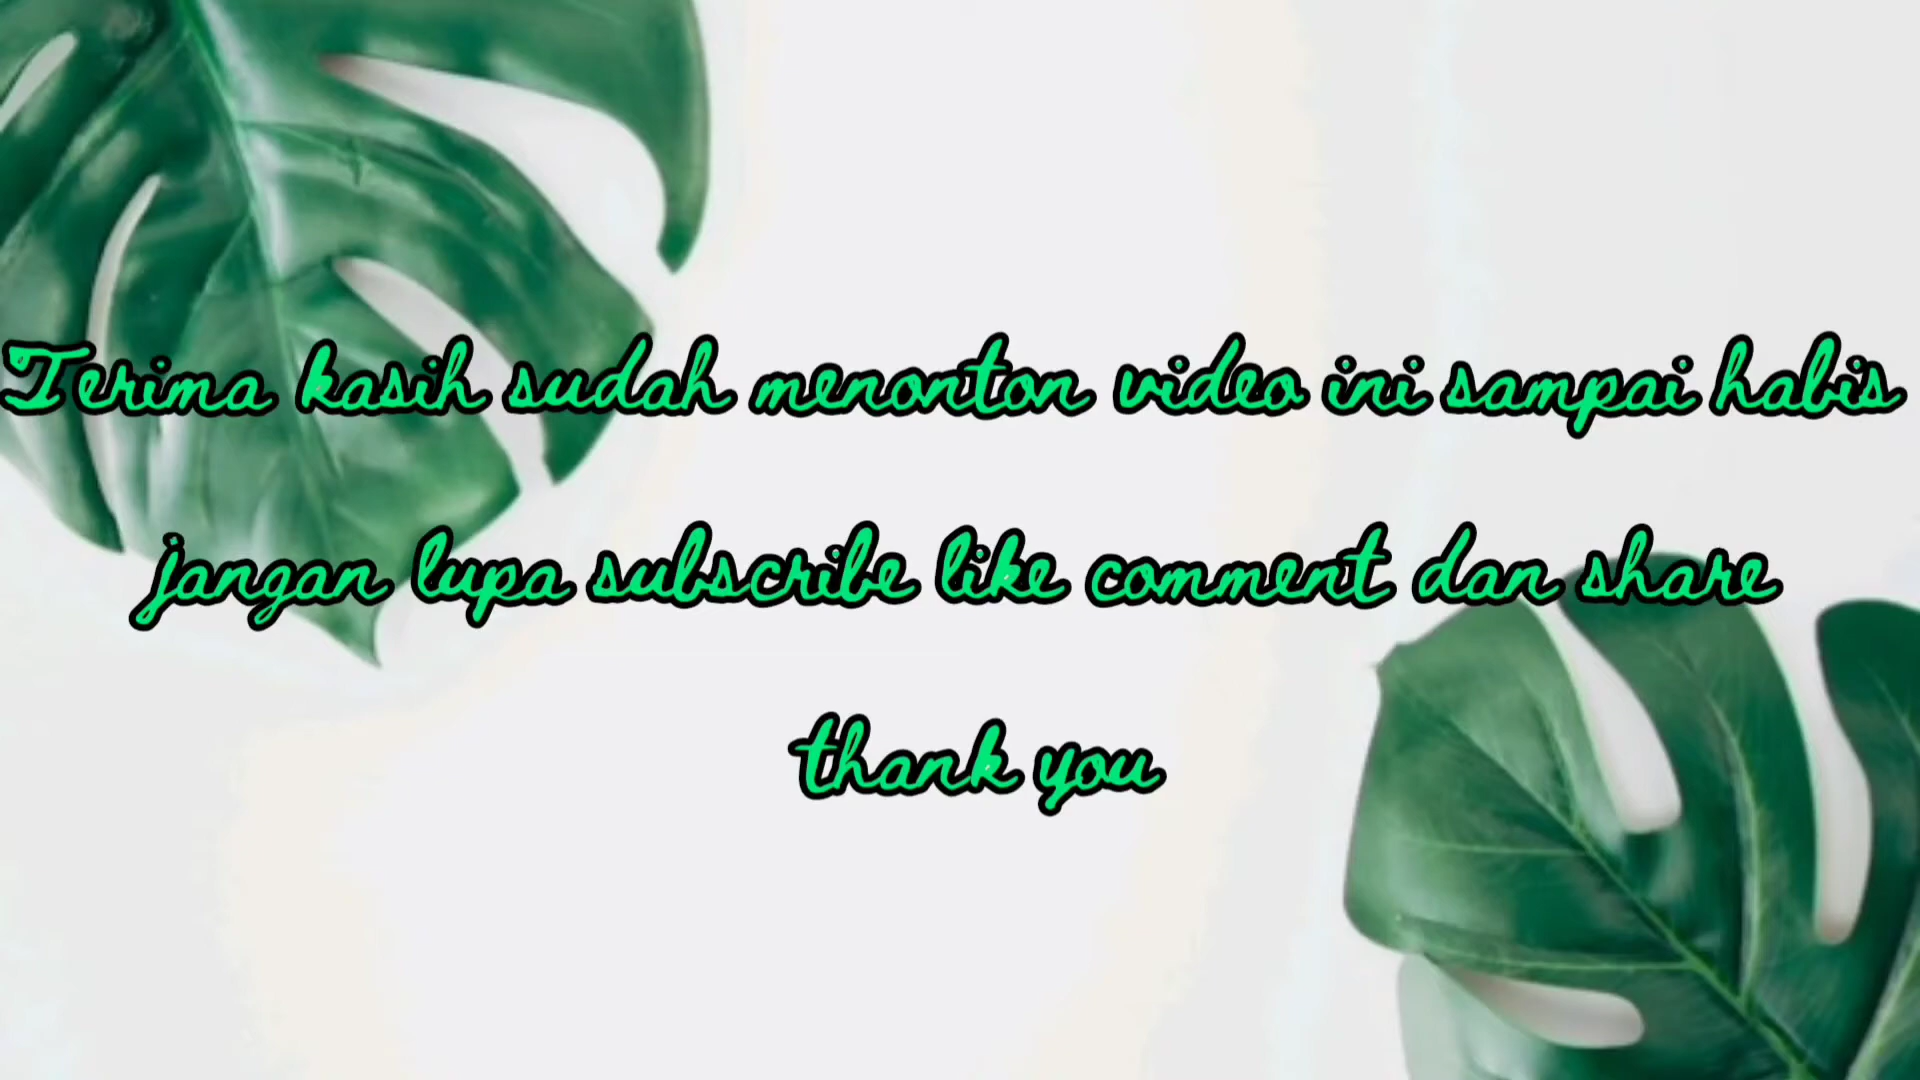 Terima kasih sudah menonton video ini sampai habis
jangan lupa subscribe like comment dan share
thank you